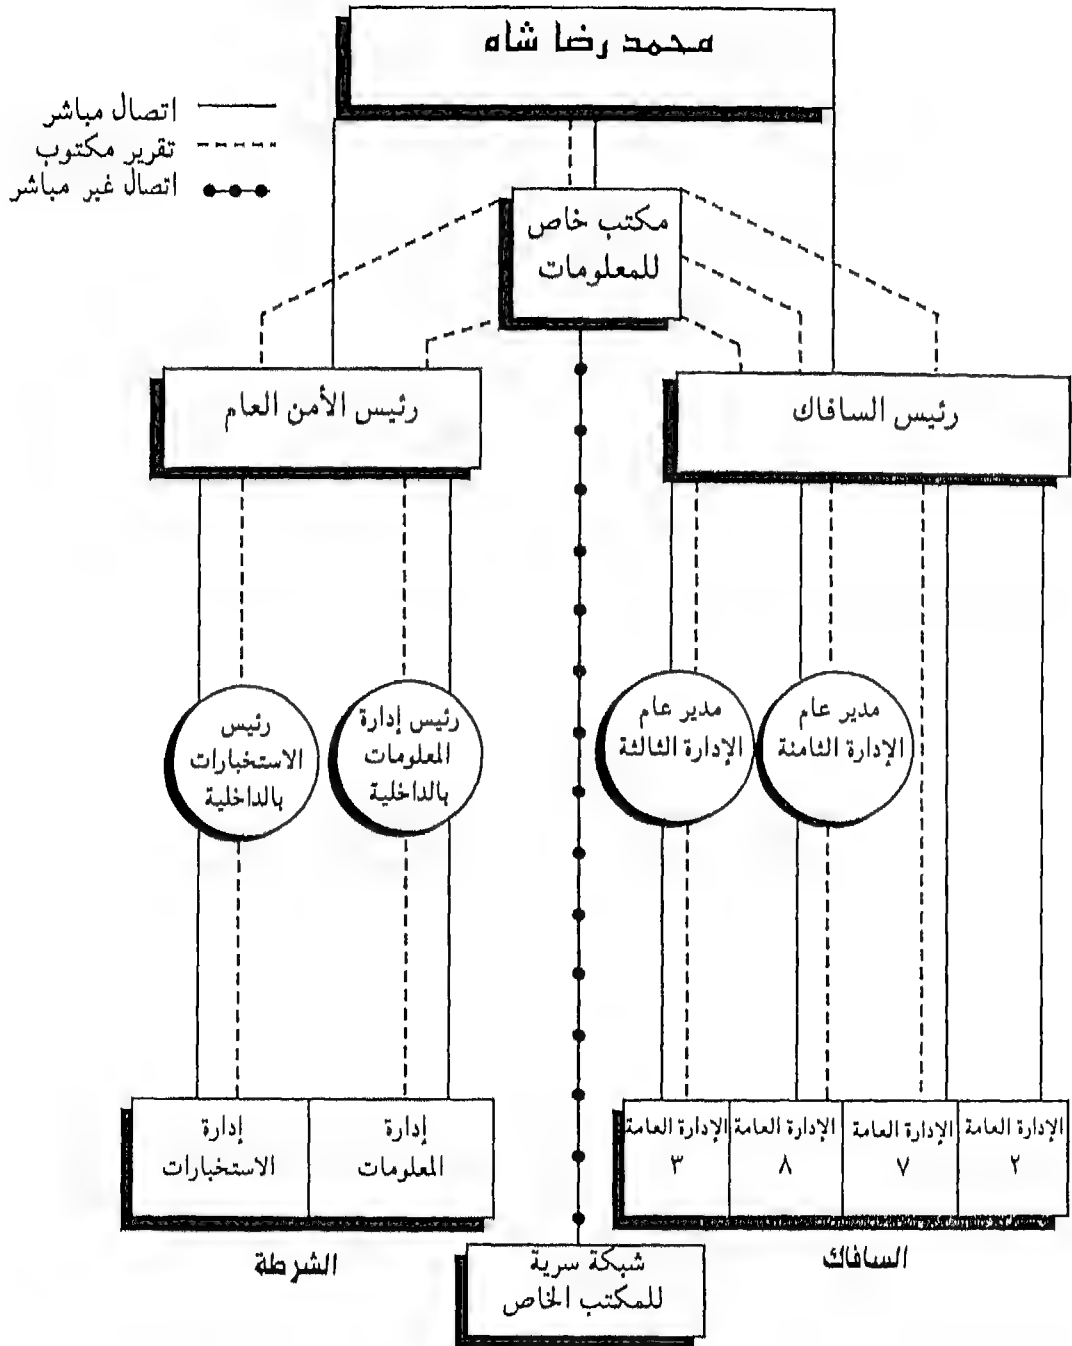 محمد رضا شاه
اتصال مباشر
تقرير مكتوب
اتصال غير مباشر
مكتب خاص
للمعلومات
رئيس السافاك
رئيس الأمن العام
مدير عام
الإدارة الثامنة
مدير عام
الإدارة الثالثة
رئيس إدارة
المعلومات
بالداخلية
رئيس
الاستخبارات
بالداخلية
الإدارة العامة
٢
الإدارة العامة
٧
الإدارة العامة
٨
الإدارة العامة
٣
إدارة
المعلومات
إدارة
الاستخبارات
السافاك
الشرطة
شبكة سرية
للمكتب الخاص